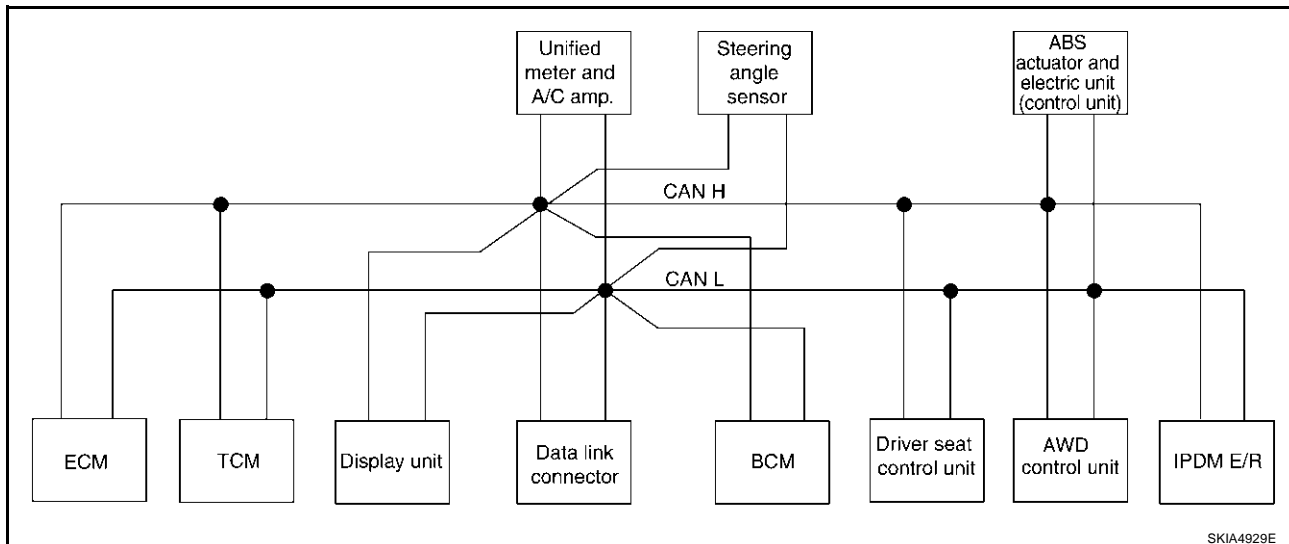 Unified
meter and
A/C amp.
Steering
angle
sensor
ABS
actuator and
electric unit
(control unit)
CAN H
CAN L
ECM
TCM
Display unit
Data link
connector
BCM
Driver seat
control unit
AWD
control unit
IPDM E/R
SKIA4929E